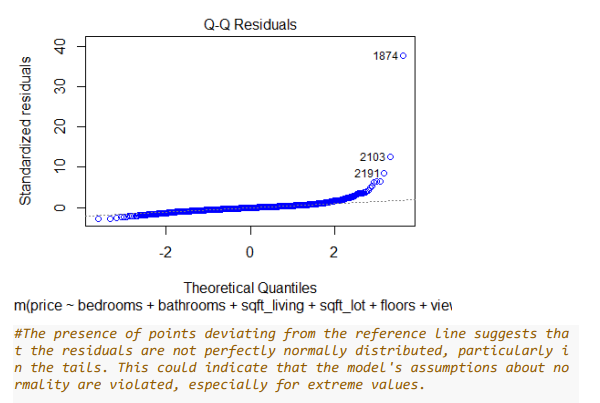 Q-Q Residuals
Standardized residuals
40
30
20
10
0
1874
2103
2191
-2
0
2
Theoretical Quantiles
m(price ~ bedrooms + bathrooms + sqft_living + sqft_lot + floors + view
#The presence of points deviating from the reference line suggests tha
t the residuals are not perfectly normally distributed, particularly i
n the tails. This could indicate that the model's assumptions about no
rmality are violated, especially for extreme values.